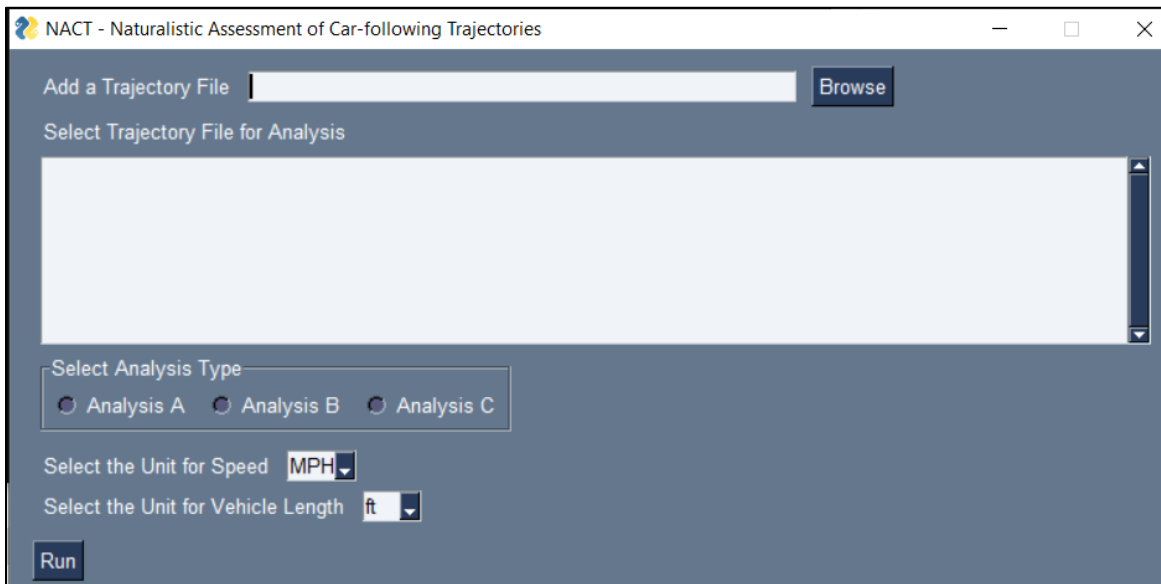 NACT - Naturalistic Assessment of Car-following Trajectories
Add a Trajectory File Browse
Select Trajectory File for Analysis
Select Analysis Type
Analysis A Analysis B Analysis C
Select the Unit for Speed MPH
Select the Unit for Vehicle Length ft
Run